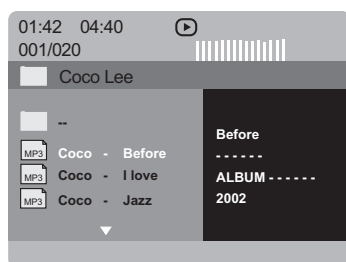 01:42 04:40
001/020
Coco Lee
--
MP3 Coco - Before
MP3 Coco - I love
MP3 Coco - Jazz
Before
- - - - - -
ALBUM - - - - - -
2002